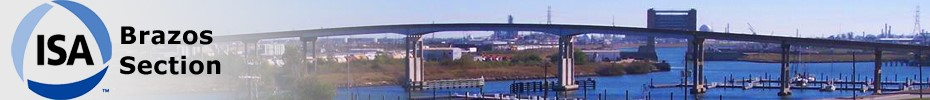 ISA
Brazos
Section
TM